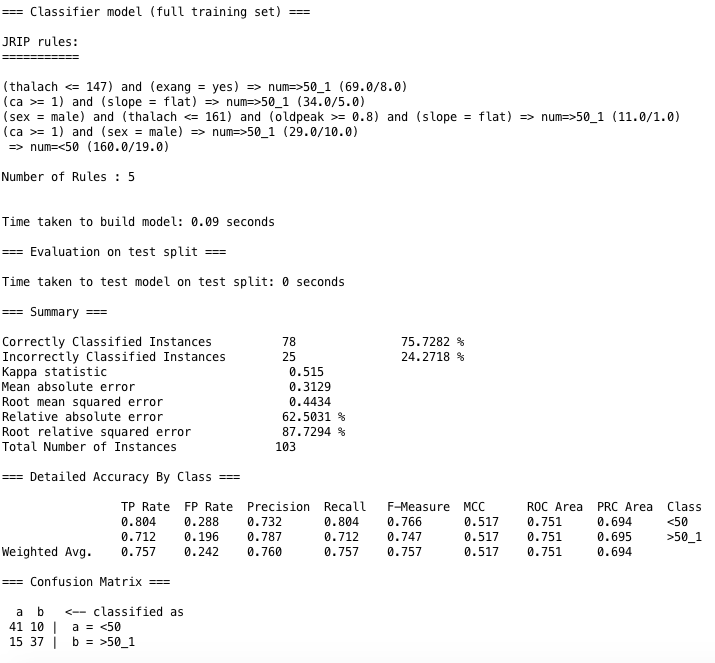 === Classifier model (full training set) ===
JRIP rules:
===========
(thalach <= 147) and (exang = yes) => num=>50_1 (69.0/8.0)
(ca >= 1) and (slope = flat) => num=>50_1 (34.0/5.0)
(sex = male) and (thalach <= 161) and (oldpeak >= 0.8) and (slope = flat) => num=>50_1 (11.0/1.0)
(ca >= 1) and (sex = male) => num=>50_1 (29.0/10.0)
 => num=<50 (160.0/19.0)
Number of Rules : 5
Time taken to build model: 0.09 seconds
=== Evaluation on test split ===
Time taken to test model on test split: 0 seconds
=== Summary ===
Correctly Classified Instances          78               75.7282 %
Incorrectly Classified Instances        25               24.2718 %
Kappa statistic                          0.515
Mean absolute error                      0.3129
Root mean squared error                  0.4434
Relative absolute error                 62.5031 %
Root relative squared error             87.7294 %
Total Number of Instances              103
=== Detailed Accuracy By Class ===
                 TP Rate  FP Rate  Precision  Recall   F-Measure  MCC      ROC Area  PRC Area  Class
                 0.804    0.288    0.732      0.804    0.766      0.517    0.751     0.694     <50
                 0.712    0.196    0.787      0.712    0.747      0.517    0.751     0.695     >50_1
Weighted Avg.    0.757    0.242    0.760      0.757    0.757      0.517    0.751     0.694
=== Confusion Matrix ===
  a  b   <-- classified as
 41 10 |  a = <50
 15 37 |  b = >50_1